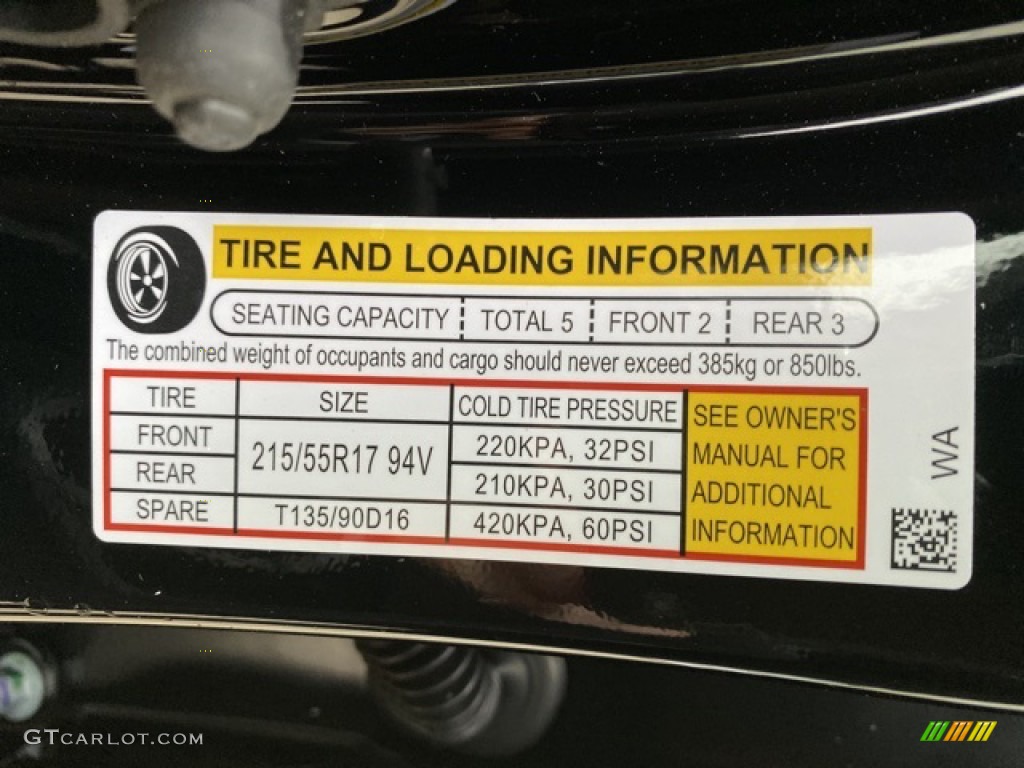 TIRE AND LOADING INFORMATION
SEATING CAPACITY TOTAL 5 FRONT 2 REAR 3
The combined weight of occupants and cargo should never exceed 385kg or 850lbs.
TIRE SIZE COLD TIRE PRESSURE
FRONT 215/55R17 94V 220KPA, 32PSI
REAR 210KPA, 30PSI
SPARE T135/90D16 420KPA, 60PSI
SEE OWNER'S
MANUAL FOR
ADDITIONAL
INFORMATION
WA
GTCARLOT.COM